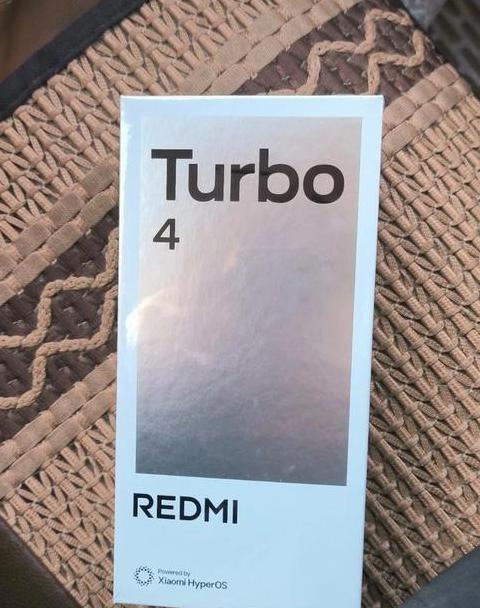 Turbo
4
REDMI
Powered by
Xiaomi HyperOS